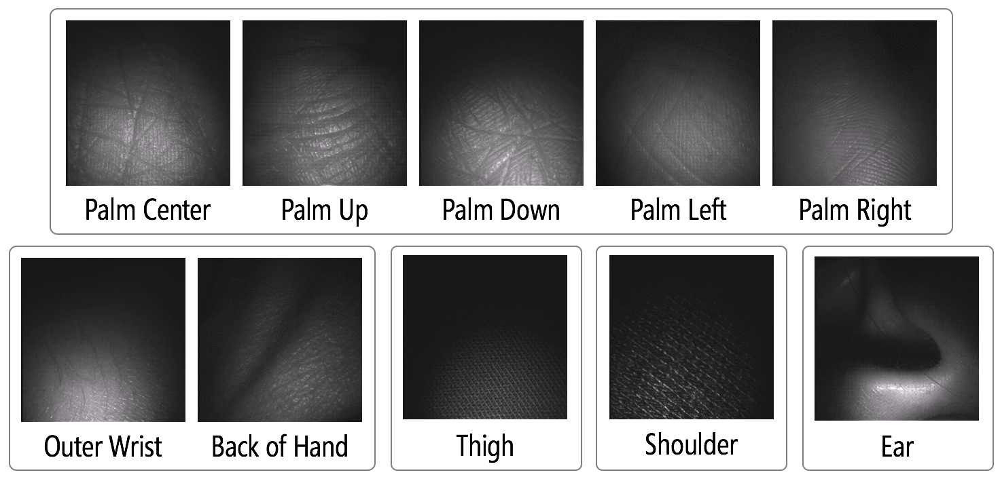 Palm Center
Palm Up
Palm Down
Palm Left
Palm Right
Outer Wrist
Back of Hand
Thigh
Shoulder
Ear